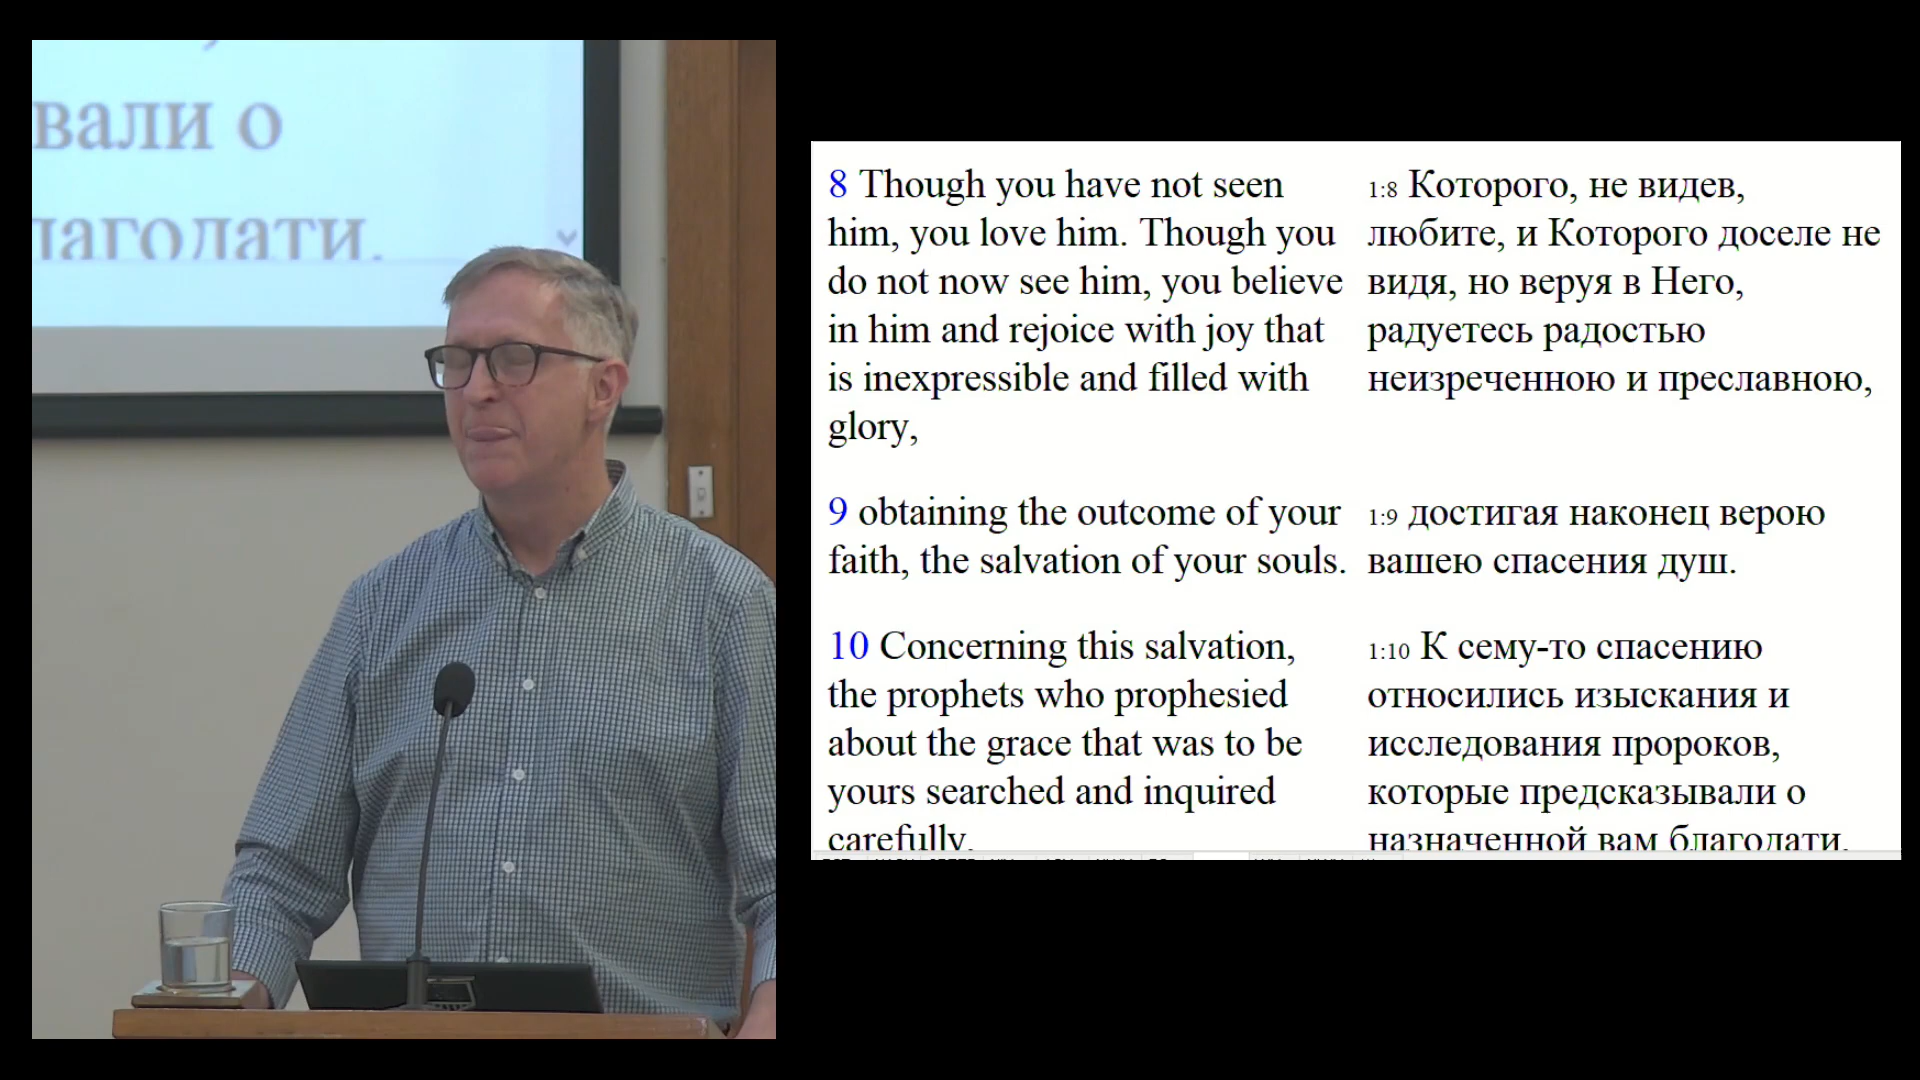 вали о
лагодати.
8 Though you have not seen
him, you love him. Though you
do not now see him, you believe
in him and rejoice with joy that
is inexpressible and filled with
glory,
9 obtaining the outcome of your
faith, the salvation of your souls.
10 Concerning this salvation,
the prophets who prophesied
about the grace that was to be
yours searched and inquired
carefully,
1:8 Которого, не видев,
любите, и Которого доселе не
видя, но веруя в Него,
радуетесь радостью
неизреченною и преславною,
1:9 достигая наконец верою
вашею спасения душ.
1:10 К сему-то спасению
относились изыскания и
исследования пророков,
которые предсказывали о
назначенной вам благодати,